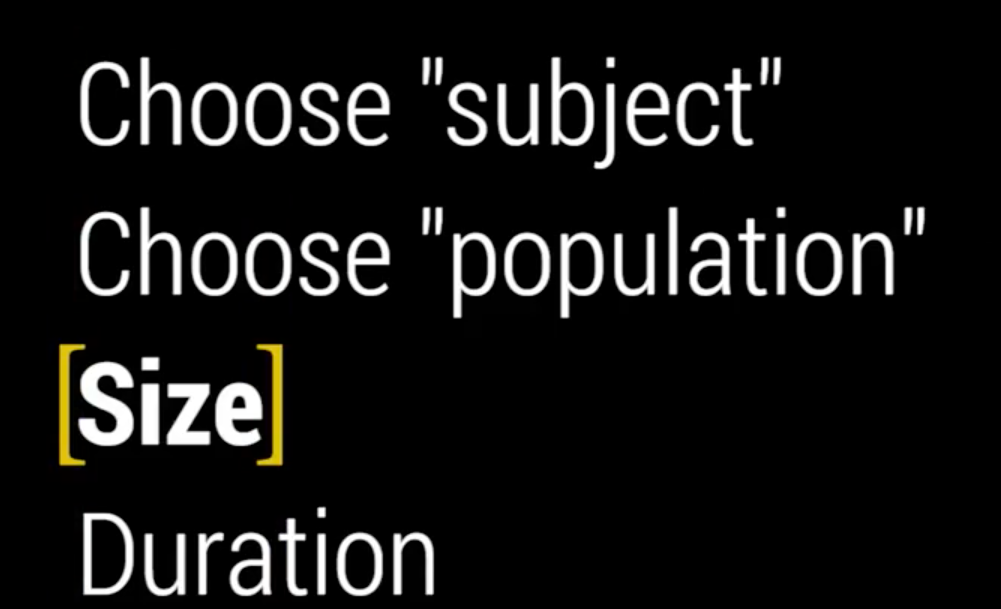 Choose "subject"
Choose "population"
[Size]
Duration